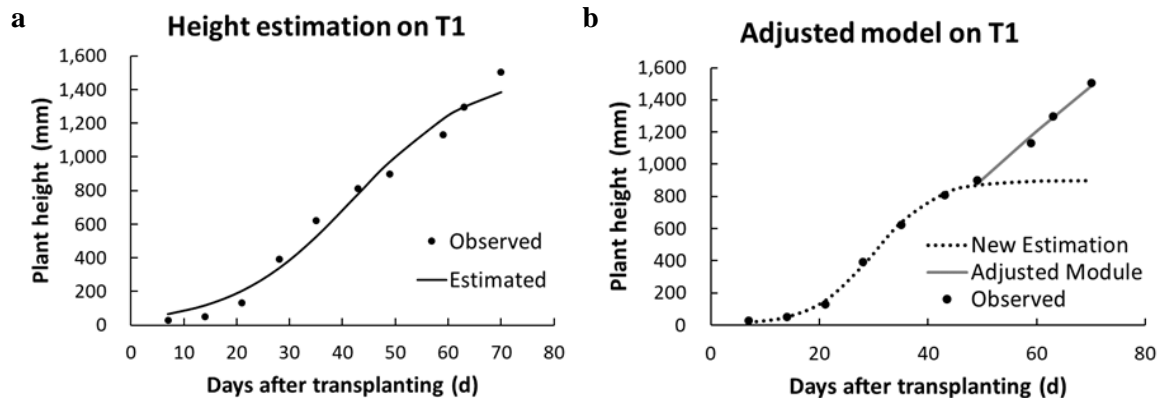 a
Height estimation on T1
1,600
1,400
1,200
1,000
800
600
400
200
0
Plant height (mm)
0 10 20 30 40 50 60 70 80
Days after transplanting (d)
Observed
Estimated
b
Adjusted model on T1
1,600
1,400
1,200
1,000
800
600
400
200
0
Plant height (mm)
0 20 40 60 80
Days after transplanting (d)
New Estimation
Adjusted Module
Observed